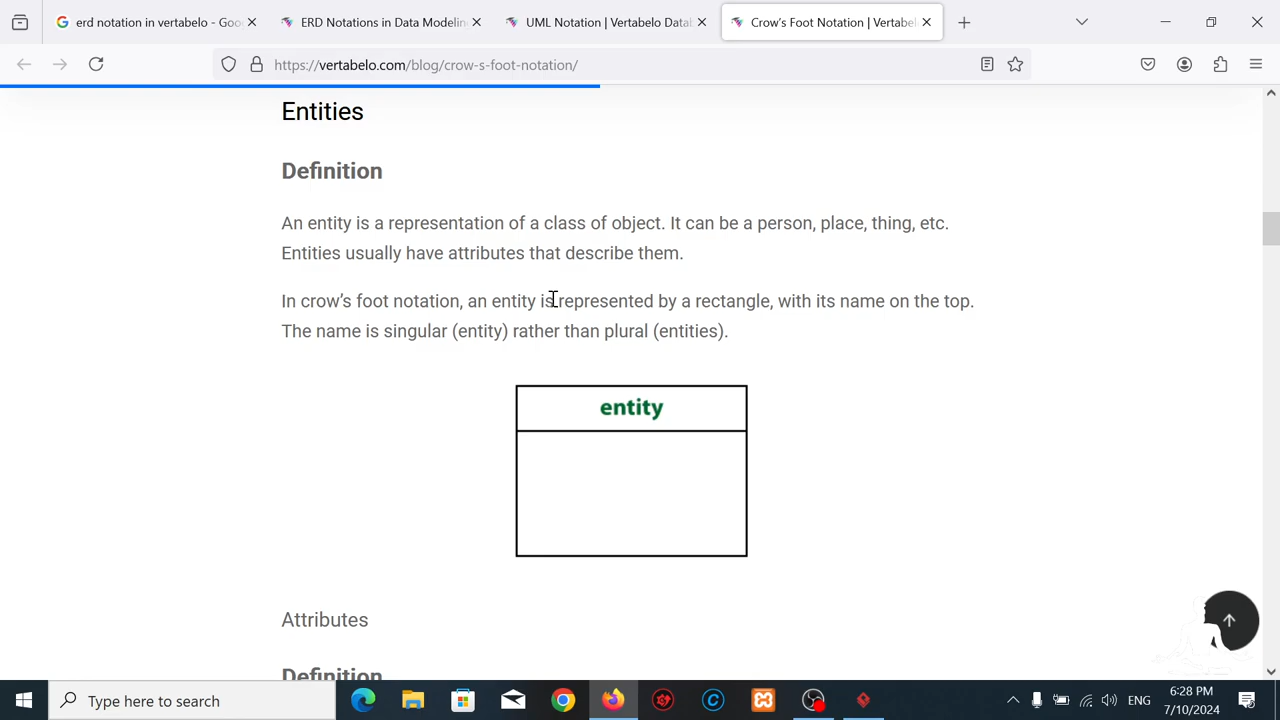 erd notation in vertabelo - Goo
ERD Notations in Data Modelin
UML Notation | Vertabelo Datab
Crow's Foot Notation | Vertabelo
https://vertabelo.com/blog/crow-s-foot-notation/
Entities
Definition
An entity is a representation of a class of object. It can be a person, place, thing, etc.
Entities usually have attributes that describe them.
In crow's foot notation, an entity is represented by a rectangle, with its name on the top.
The name is singular (entity) rather than plural (entities).
entity
Attributes
Definition
Type here to search
ENG
6:28 PM
7/10/2024